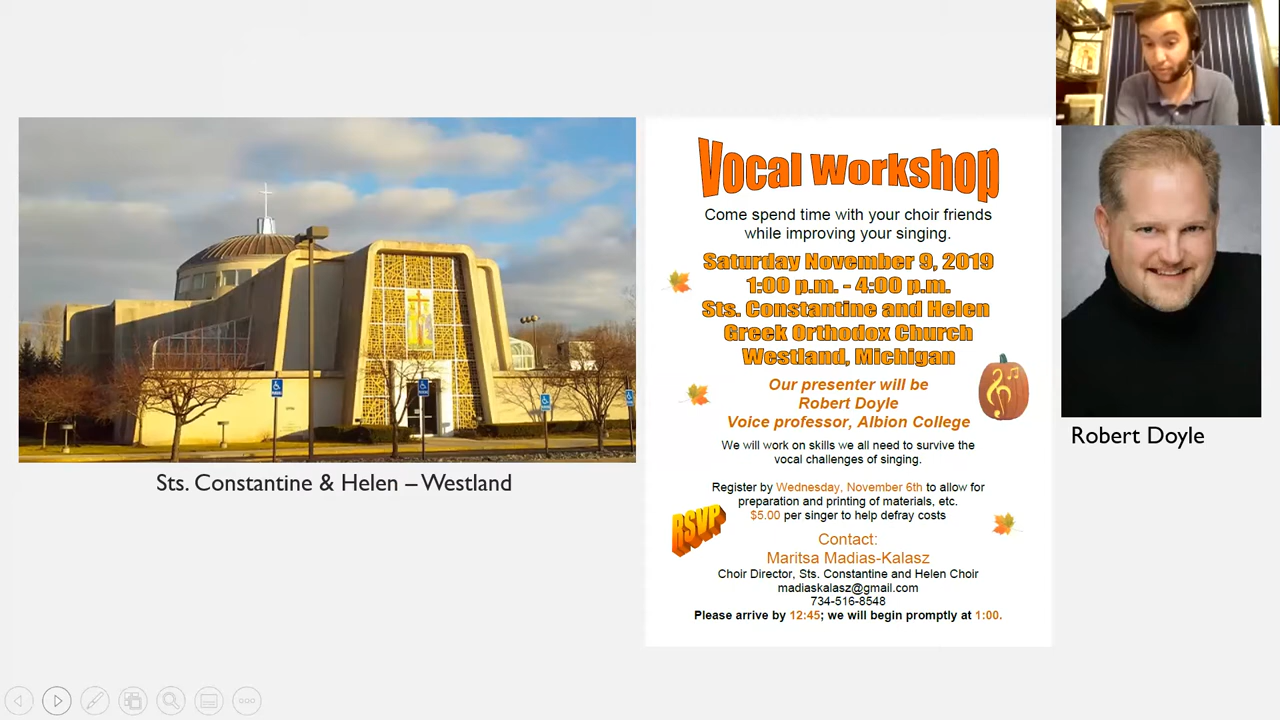 Vocal Workshop
Come spend time with your choir friends
while improving your singing.
Saturday November 9, 2019
1:00 p.m. - 4:00 p.m.
Sts. Constantine and Helen
Greek Orthodox Church
Westland, Michigan
Our presenter will be
Robert Doyle
Voice professor, Albion College
We will work on skills we all need to survive the
vocal challenges of singing.
Register by Wednesday, November 6th to allow for
preparation and printing of materials, etc.
$5.00 per singer to help defray costs
RSVP
Contact:
Maritsa Madias-Kalasz
Choir Director, Sts. Constantine and Helen Choir
madiaskalasz@gmail.com
734-516-8548
Please arrive by 12:45; we will begin promptly at 1:00.
Sts. Constantine & Helen – Westland
Robert Doyle